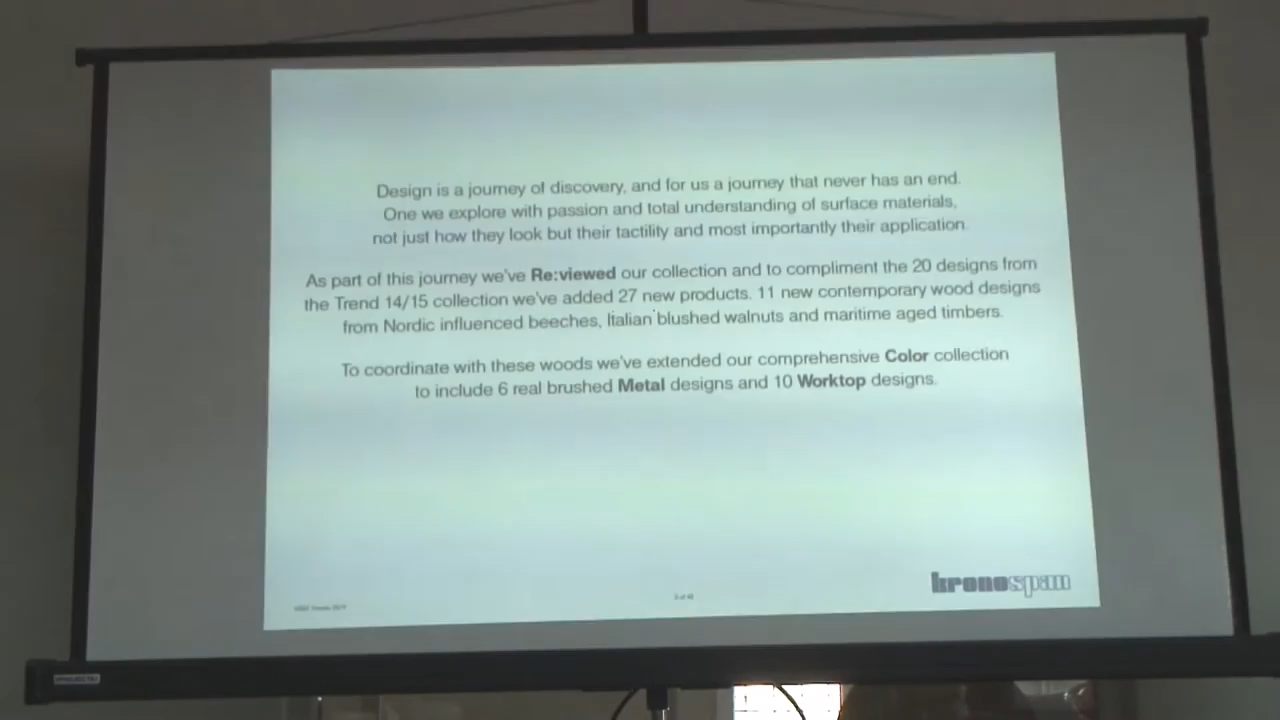 Design is a journey of discovery, and for us a journey that never has an end.
One we explore with passion and total understanding of surface materials,
not just how they look but their tactility and most importantly their application.
As part of this journey we've Re:viewed our collection and to compliment the 20 designs from
the Trend 14/15 collection we've added 27 new products. 11 new contemporary wood designs
from Nordic influenced beeches, Italian blushed walnuts and maritime aged timbers.
To coordinate with these woods we've extended our comprehensive Color collection
to include 6 real brushed Metal designs and 10 Worktop designs.
kronospan